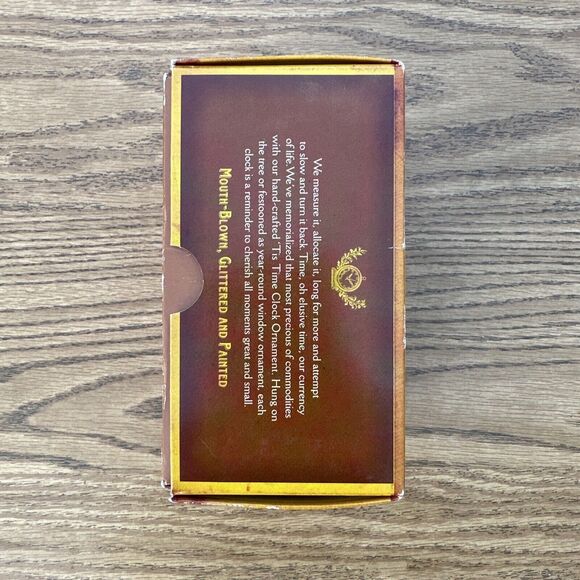 We measure it, allocate it, long for more and attempt
to slow and turn it back. Time, oh elusive time, our currency
of life. We've memorialized that most precious of commodities
with our hand-crafted 'Tis Time Clock Ornament. Hung on
the tree or festooned as year-round window ornament, each
clock is a reminder to cherish all moments great and small.
MOUTH-BLOWN, GLITTERED AND PAINTED